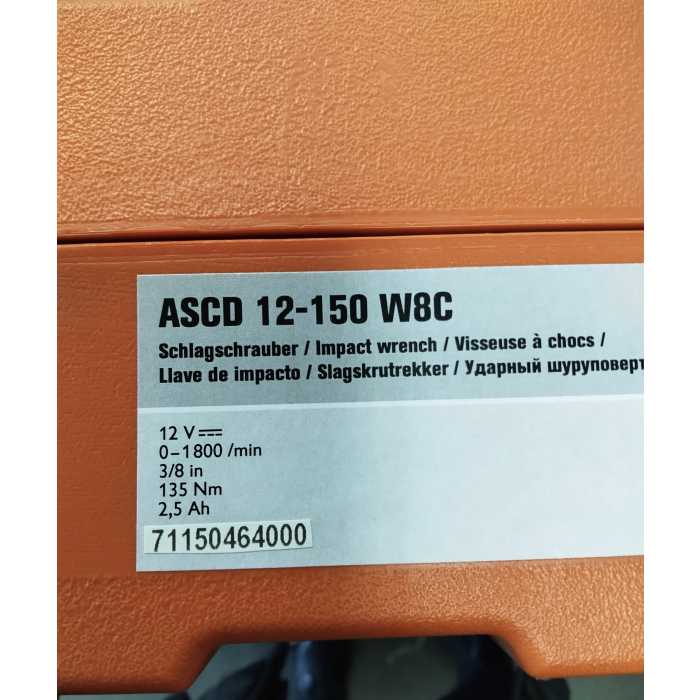 ASCD 12-150 W8C
Schlagschrauber / Impact wrench / Visseuse à chocs /
Llave de impacto / Slagskrutrekker / Ударный шуруповерт
12 V ⎓
0–1800 /min
3/8 in
135 Nm
2,5 Ah
71150464000